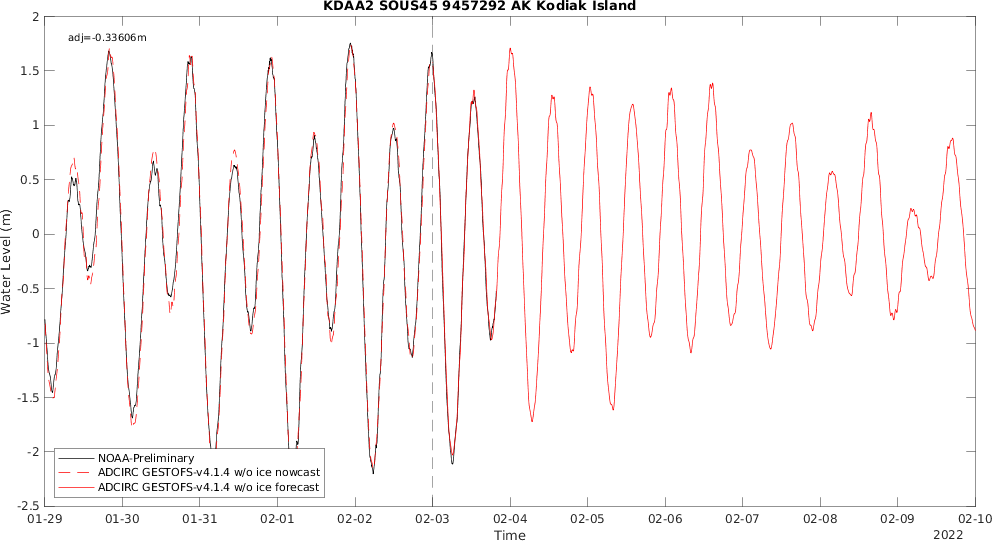 KDAA2 SOUS45 9457292 AK Kodiak Island
adj=-0.33606m
2
1.5
1
0.5
0
-0.5
-1
-1.5
-2
-2.5
Water Level (m)
NOAA-Preliminary
ADCIRC GESTOFS-v4.1.4 w/o ice nowcast
ADCIRC GESTOFS-v4.1.4 w/o ice forecast
01-29 01-30 01-31 02-01 02-02 02-03 02-04 02-05 02-06 02-07 02-08 02-09 02-10
Time
2022